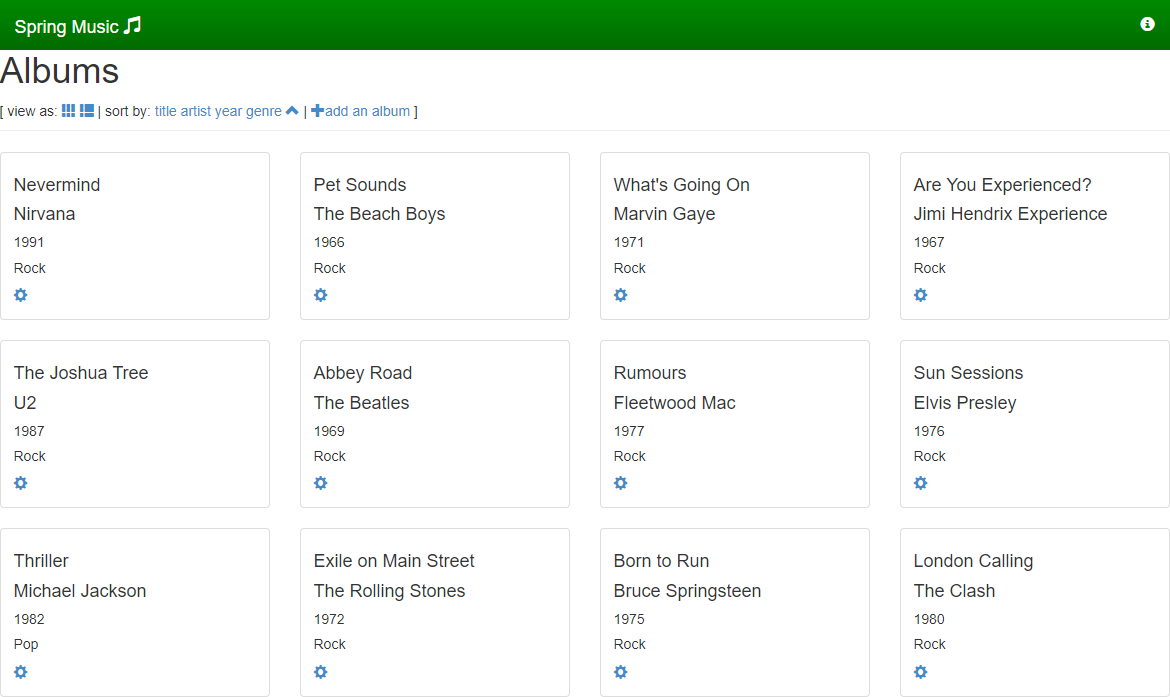 Spring Music
Albums
[ view as: | sort by: title artist year genre | add an album ]
Nevermind
Nirvana
1991
Rock
Pet Sounds
The Beach Boys
1966
Rock
What's Going On
Marvin Gaye
1971
Rock
Are You Experienced?
Jimi Hendrix Experience
1967
Rock
The Joshua Tree
U2
1987
Rock
Abbey Road
The Beatles
1969
Rock
Rumours
Fleetwood Mac
1977
Rock
Sun Sessions
Elvis Presley
1976
Rock
Thriller
Michael Jackson
1982
Pop
Exile on Main Street
The Rolling Stones
1972
Rock
Born to Run
Bruce Springsteen
1975
Rock
London Calling
The Clash
1980
Rock